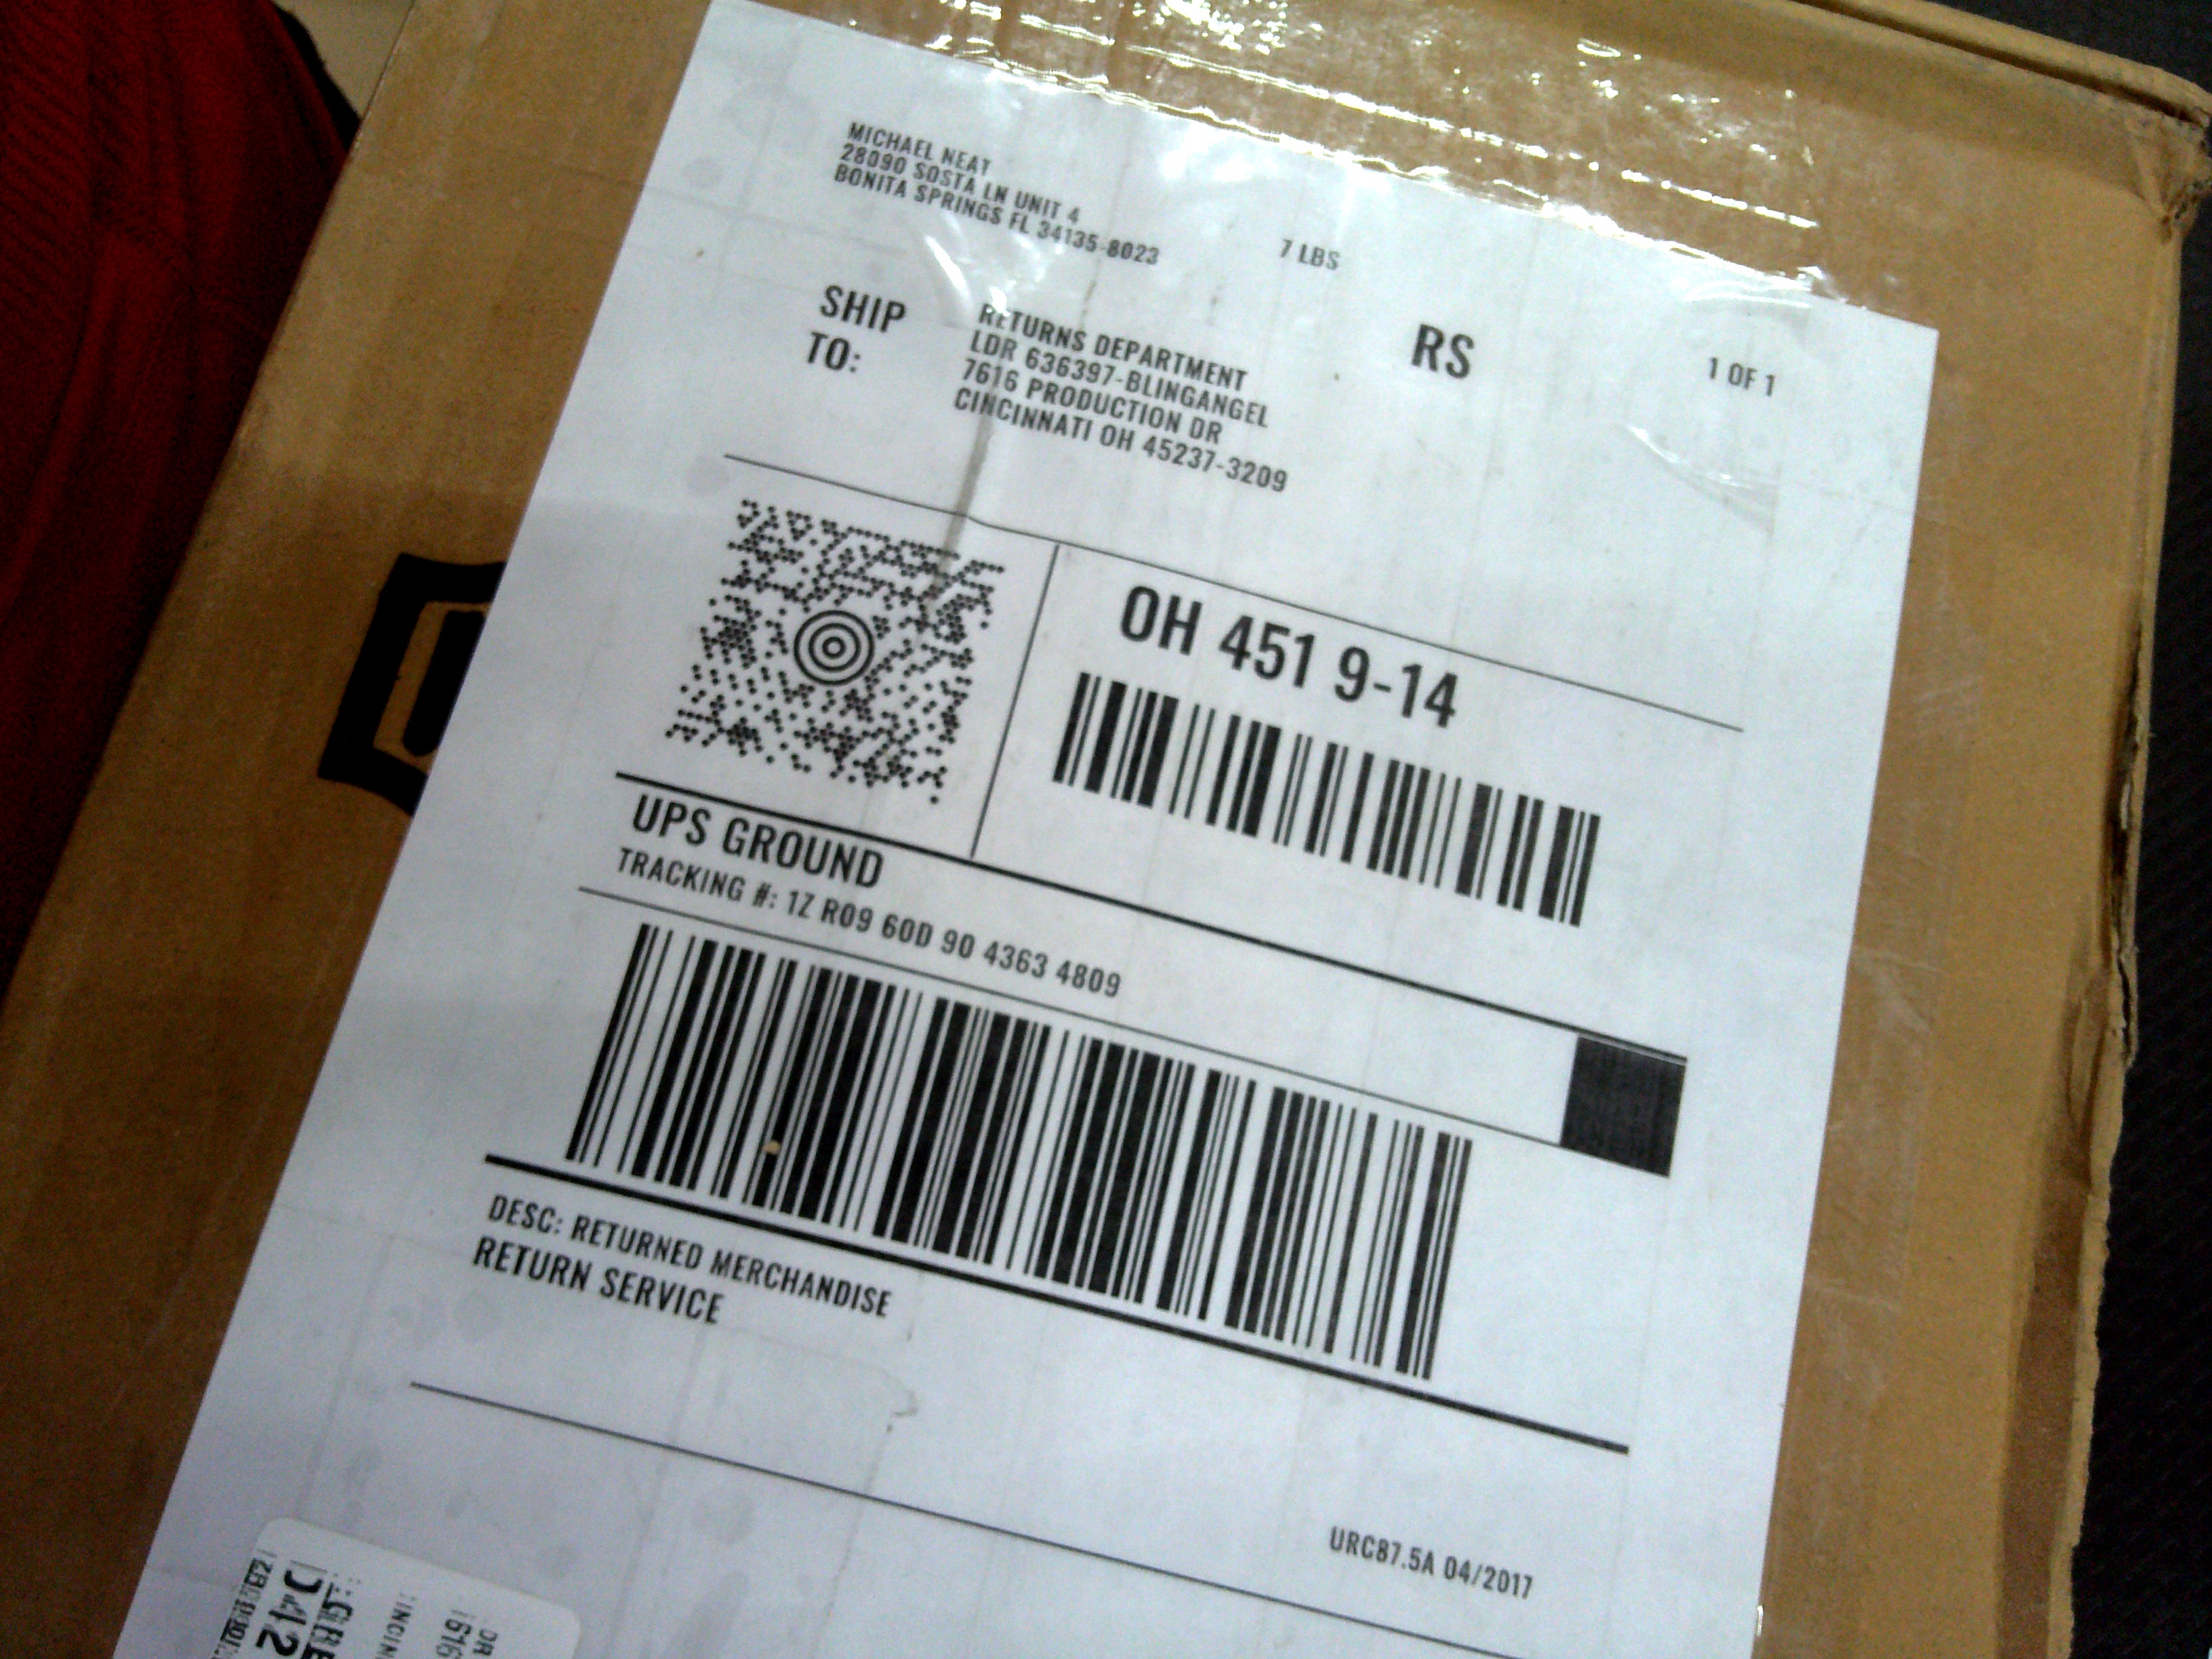 MICHAEL NEAT
28090 SOSTA LN UNIT 4
BONITA SPRINGS FL 34135-8023
7 LBS
RS
1 OF 1
SHIP
TO:
RETURNS DEPARTMENT
LDR 636397-BLINGANGEL
7616 PRODUCTION DR
CINCINNATI OH 45237-3209
OH 451 9-14
UPS GROUND
TRACKING #: 1Z R09 60D 90 4363 4809
DESC: RETURNED MERCHANDISE
RETURN SERVICE
URC87.5A 04/2017